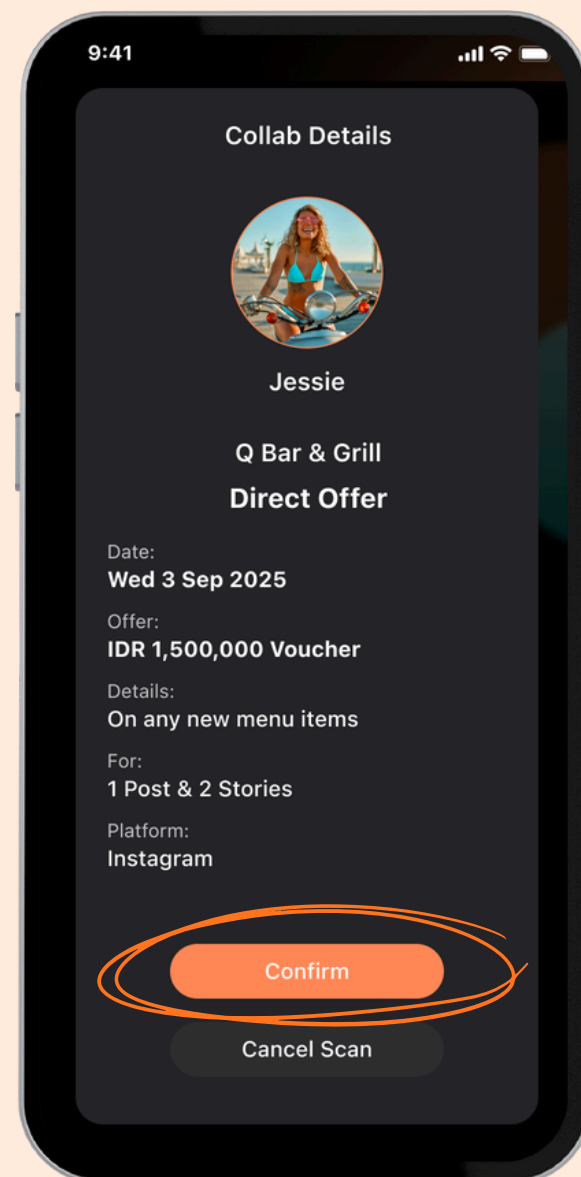 9:41
Collab Details
Jessie
Q Bar & Grill
Direct Offer
Date:
Wed 3 Sep 2025
Offer:
IDR 1,500,000 Voucher
Details:
On any new menu items
For:
1 Post & 2 Stories
Platform:
Instagram
Confirm
Cancel Scan